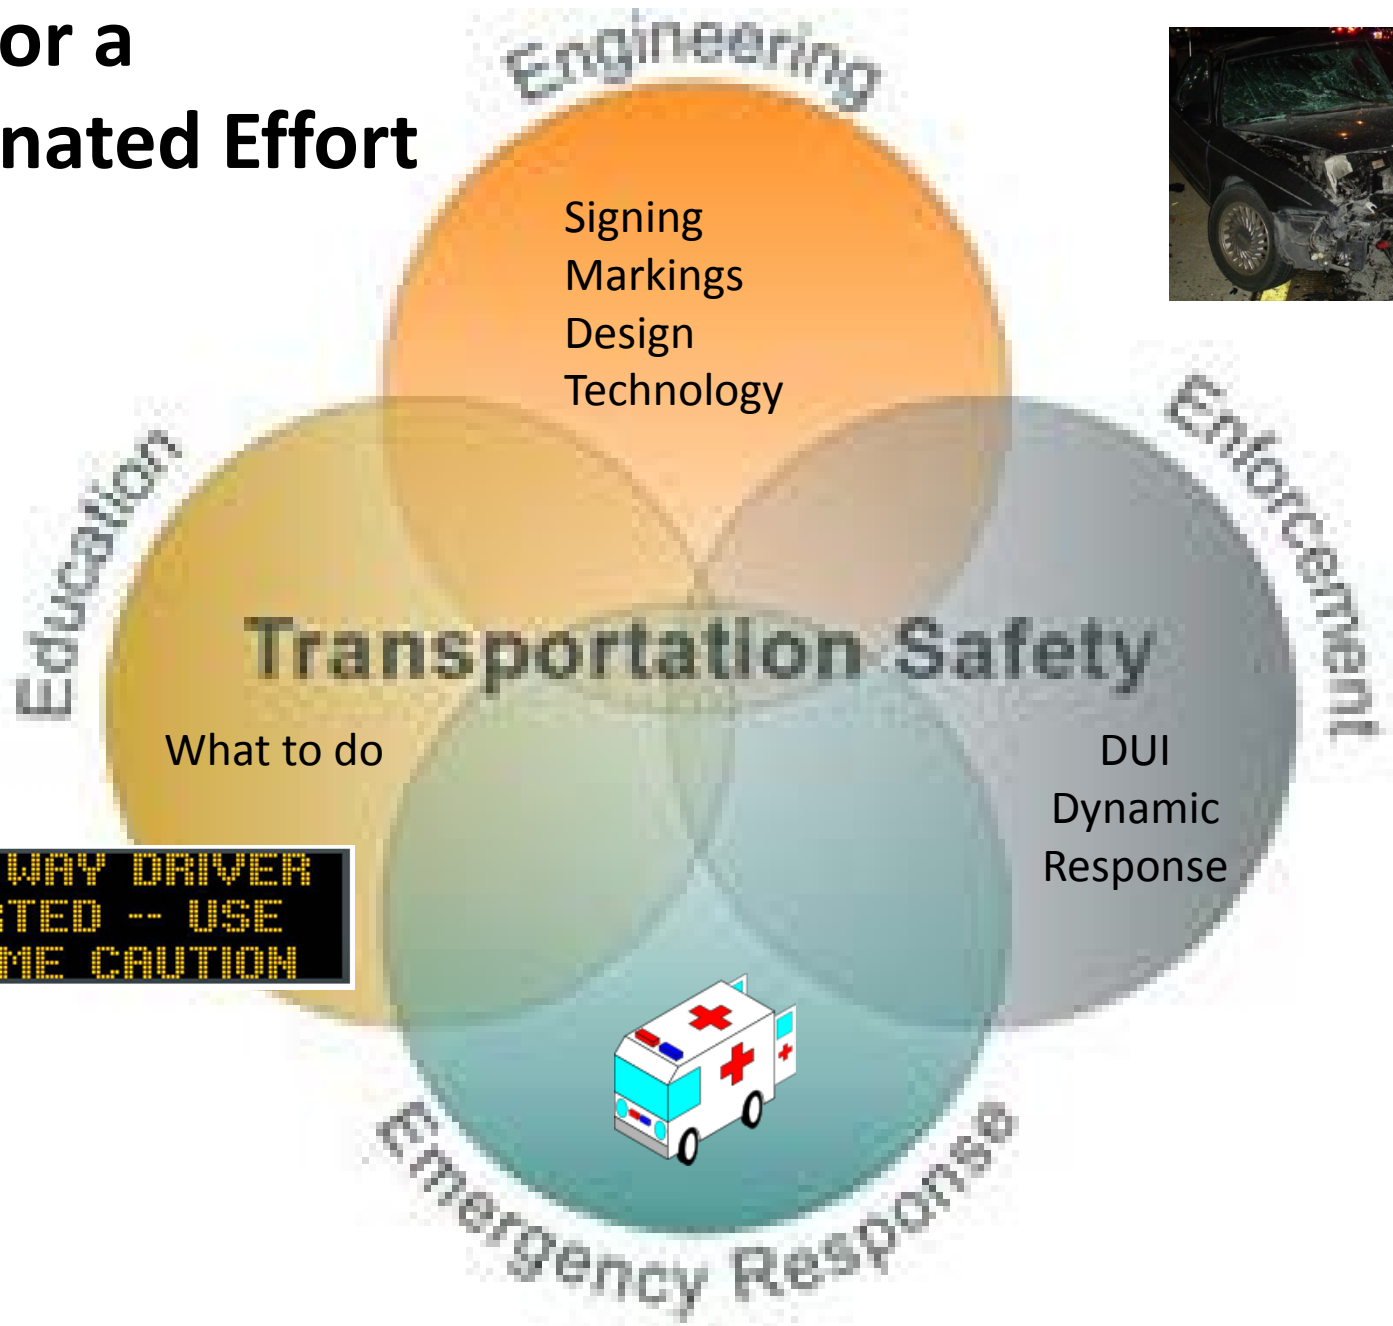 or a
nated Effort
Engineering
Signing
Markings
Design
Technology
Education
Enforcement
Transportation Safety
What to do
DUI
Dynamic
Response
WAY DRIVER
TED -- USE
ME CAUTION
Emergency Response